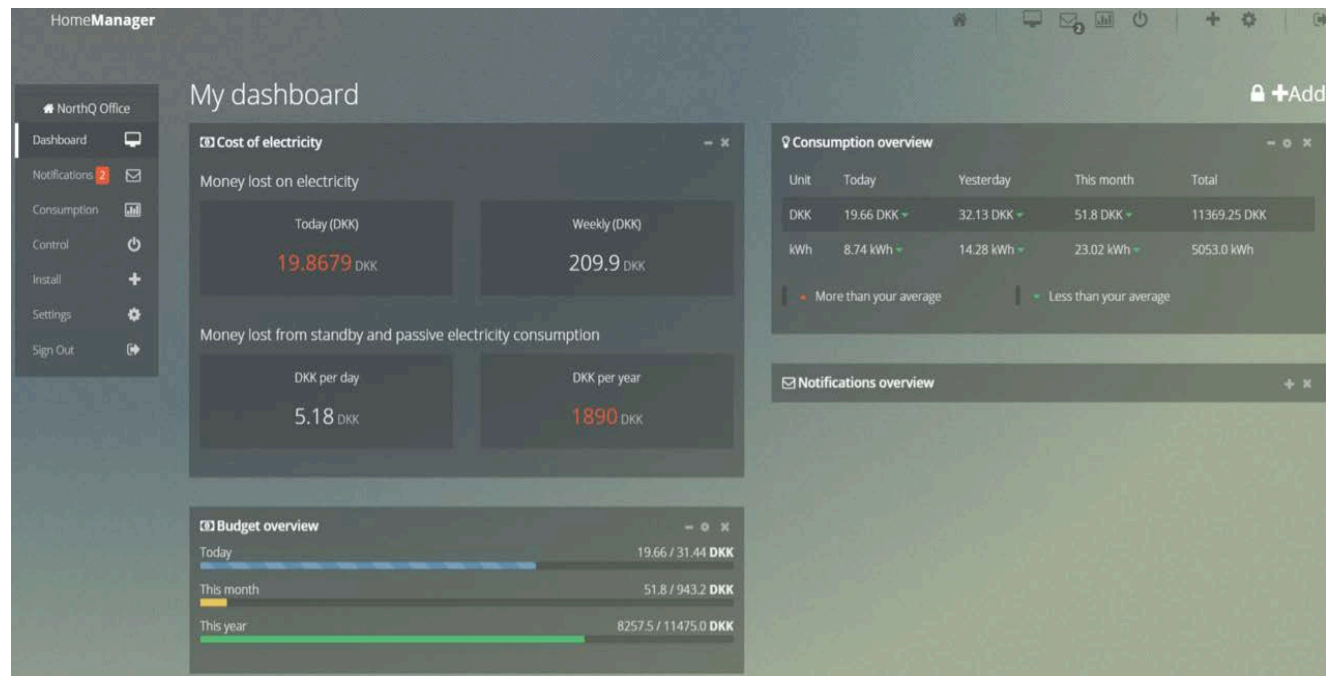 HomeManager
2
NorthQ Office
Dashboard
Notifications 2
Consumption
Control
Install
Settings
Sign Out
My dashboard
+Add
Cost of electricity
Money lost on electricity
Today (DKK)
19.8679 DKK
Weekly (DKK)
209.9 DKK
Money lost from standby and passive electricity consumption
DKK per day
5.18 DKK
DKK per year
1890 DKK
Budget overview
Today 19.66 / 31.44 DKK
This month 51.8 / 943.2 DKK
This year 8257.5 / 11475.0 DKK
Consumption overview
Unit Today Yesterday This month Total
DKK 19.66 DKK 32.13 DKK 51.8 DKK 11369.25 DKK
kWh 8.74 kWh 14.28 kWh 23.02 kWh 5053.0 kWh
More than your average Less than your average
Notifications overview